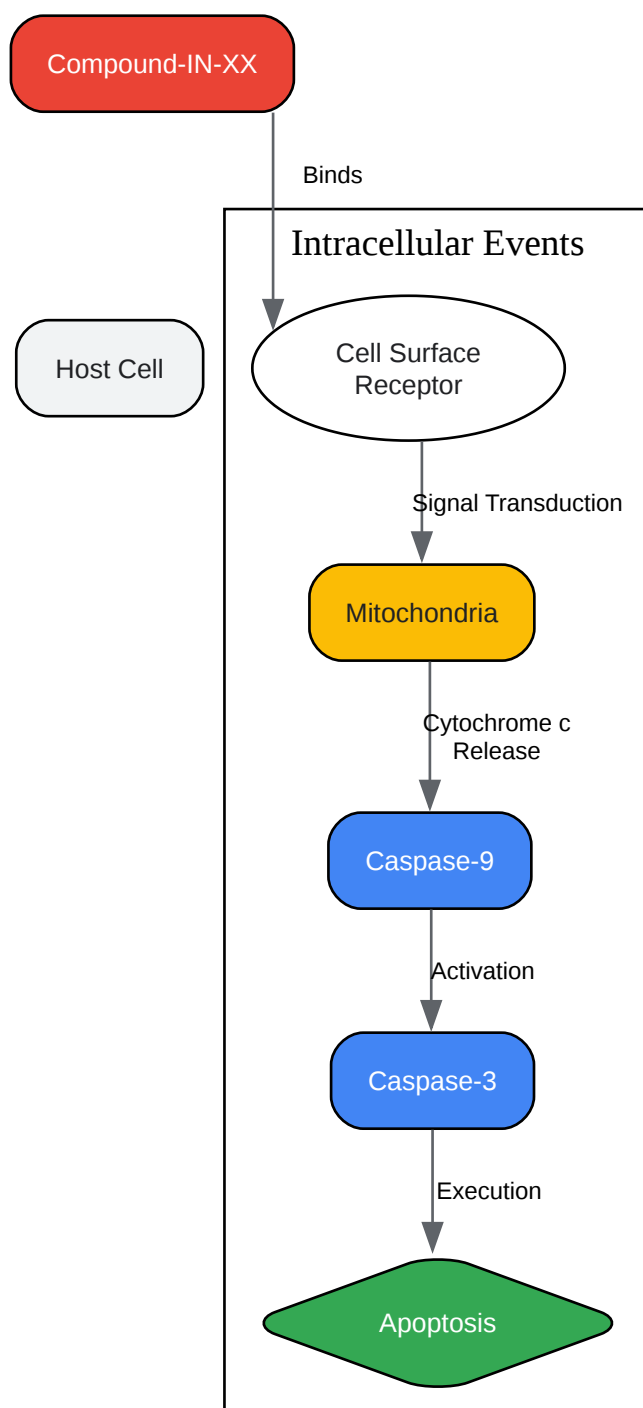 Compound-IN-XX
Binds
Intracellular Events
Host Cell
Cell Surface
Receptor
Signal Transduction
Mitochondria
Cytochrome c
Release
Caspase-9
Activation
Caspase-3
Execution
Apoptosis